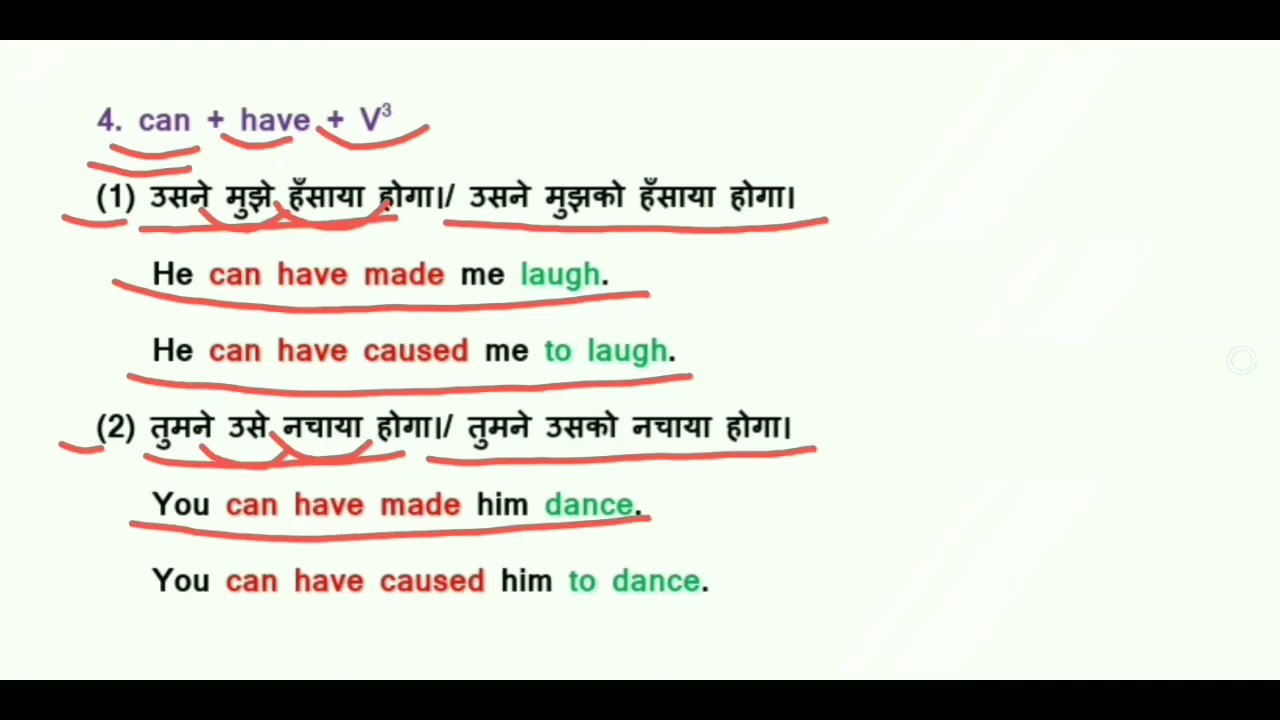 4. can + have + V³
(1) उसने मुझे हँसाया होगा।/ उसने मुझको हँसाया होगा।
He can have made me laugh.
He can have caused me to laugh.
(2) तुमने उसे नचाया होगा।/ तुमने उसको नचाया होगा।
You can have made him dance.
You can have caused him to dance.